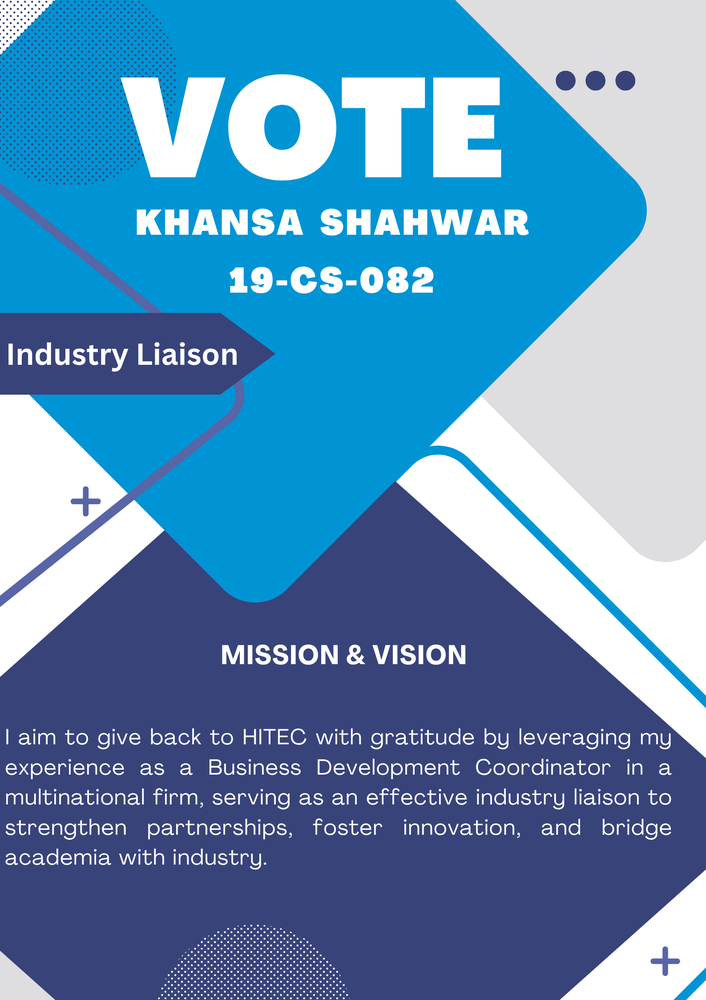 VOTE
KHANSA SHAHWAR
19-CS-082
Industry Liaison
MISSION & VISION
I aim to give back to HITEC with gratitude by leveraging my
experience as a Business Development Coordinator in a
multinational firm, serving as an effective industry liaison to
strengthen partnerships, foster innovation, and bridge
academia with industry.